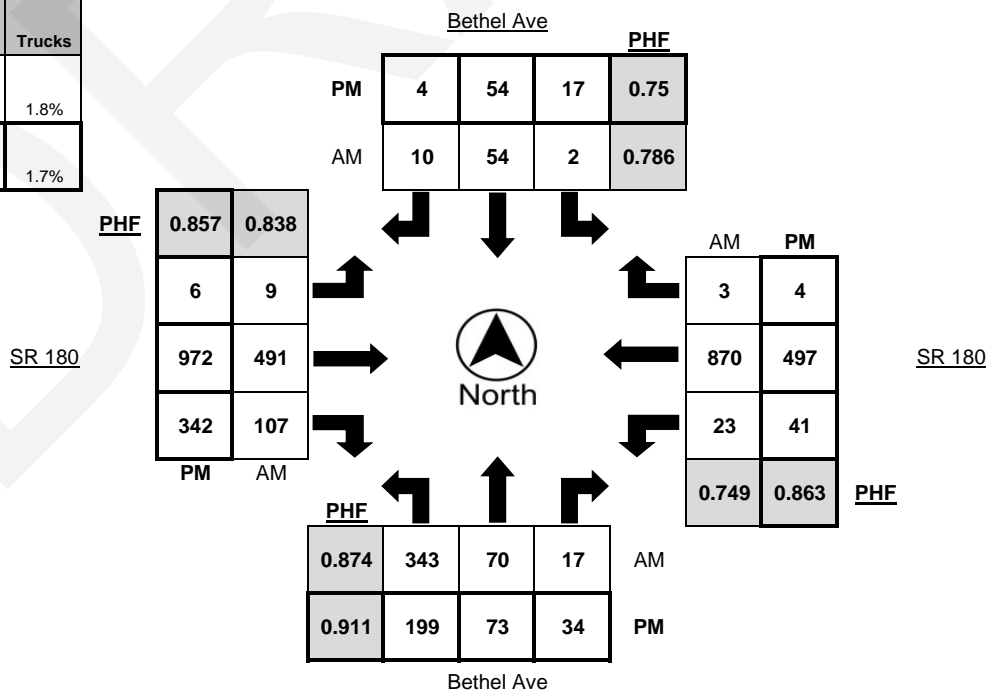 Trucks
1.8%
1.7%
Bethel Ave
PHF
PM 4 54 17 0.75
AM 10 54 2 0.786
PHF 0.857 0.838
6 9
972 491
342 107
PM AM
SR 180
North
AM PM
3 4
870 497
23 41
0.749 0.863 PHF
SR 180
PHF
0.874 343 70 17 AM
0.911 199 73 34 PM
Bethel Ave